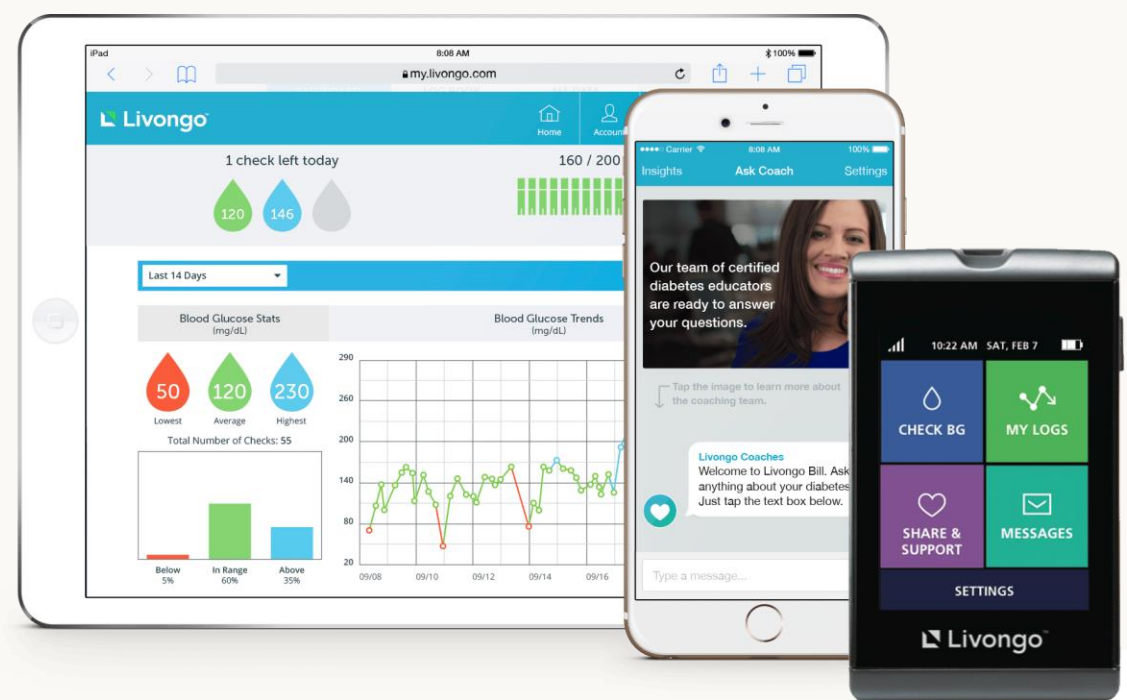 iPad
8:08 AM
100%
my.livongo.com
Livongo
Home
Account
1 check left today
160 / 200
120
146
Last 14 Days
Blood Glucose Stats
(mg/dL)
Blood Glucose Trends
(mg/dL)
50
120
230
Lowest
Average
Highest
Total Number of Checks: 55
Below
5%
In Range
60%
Above
35%
290
260
200
140
80
20
09/08
09/10
09/12
09/14
09/16
Carrier
8:08 AM
100%
Insights
Ask Coach
Settings
Our team of certified
diabetes educators
are ready to answer
your questions.
Tap the image to learn more about
the coaching team.
Livongo Coaches
Welcome to Livongo Bill. Ask
anything about your diabetes
Just tap the text box below.
Type a message...
10:22 AM
SAT, FEB 7
CHECK BG
MY LOGS
SHARE &
SUPPORT
MESSAGES
SETTINGS
Livongo